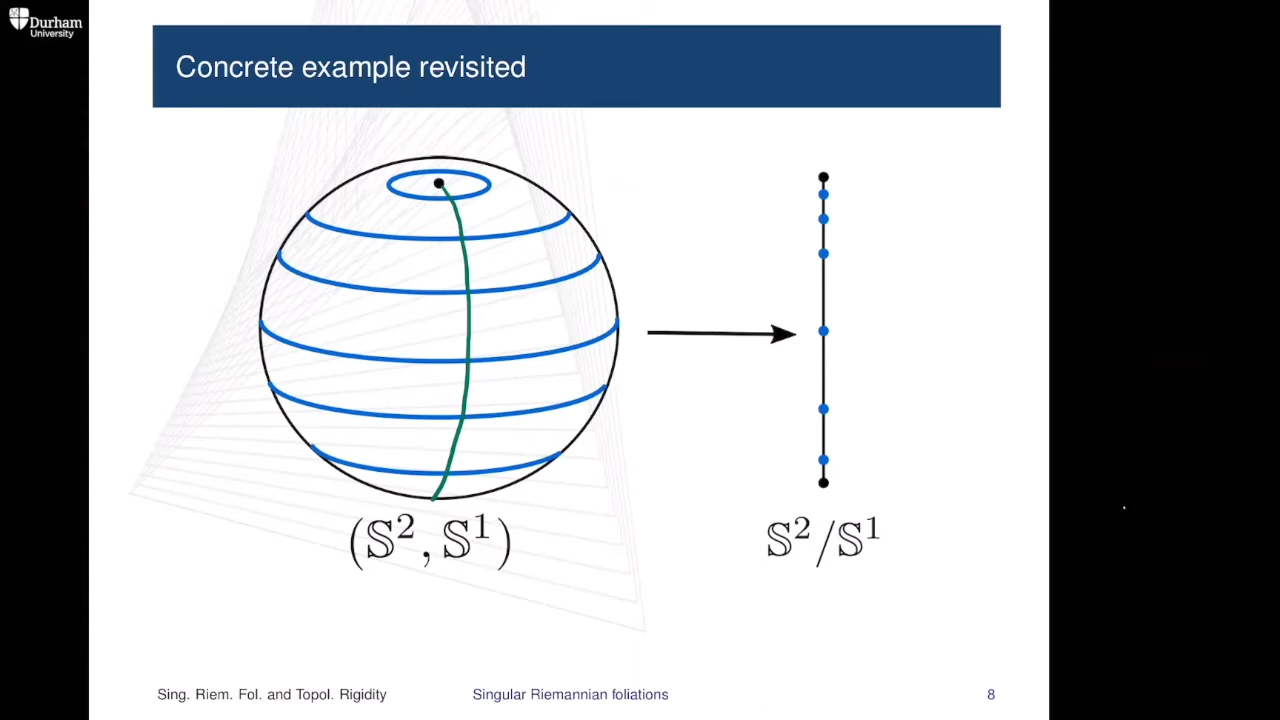 Durham
University
Concrete example revisited
(𝕊², 𝕊¹)
𝕊²/𝕊¹
Sing. Riem. Fol. and Topol. Rigidity
Singular Riemannian foliations
8